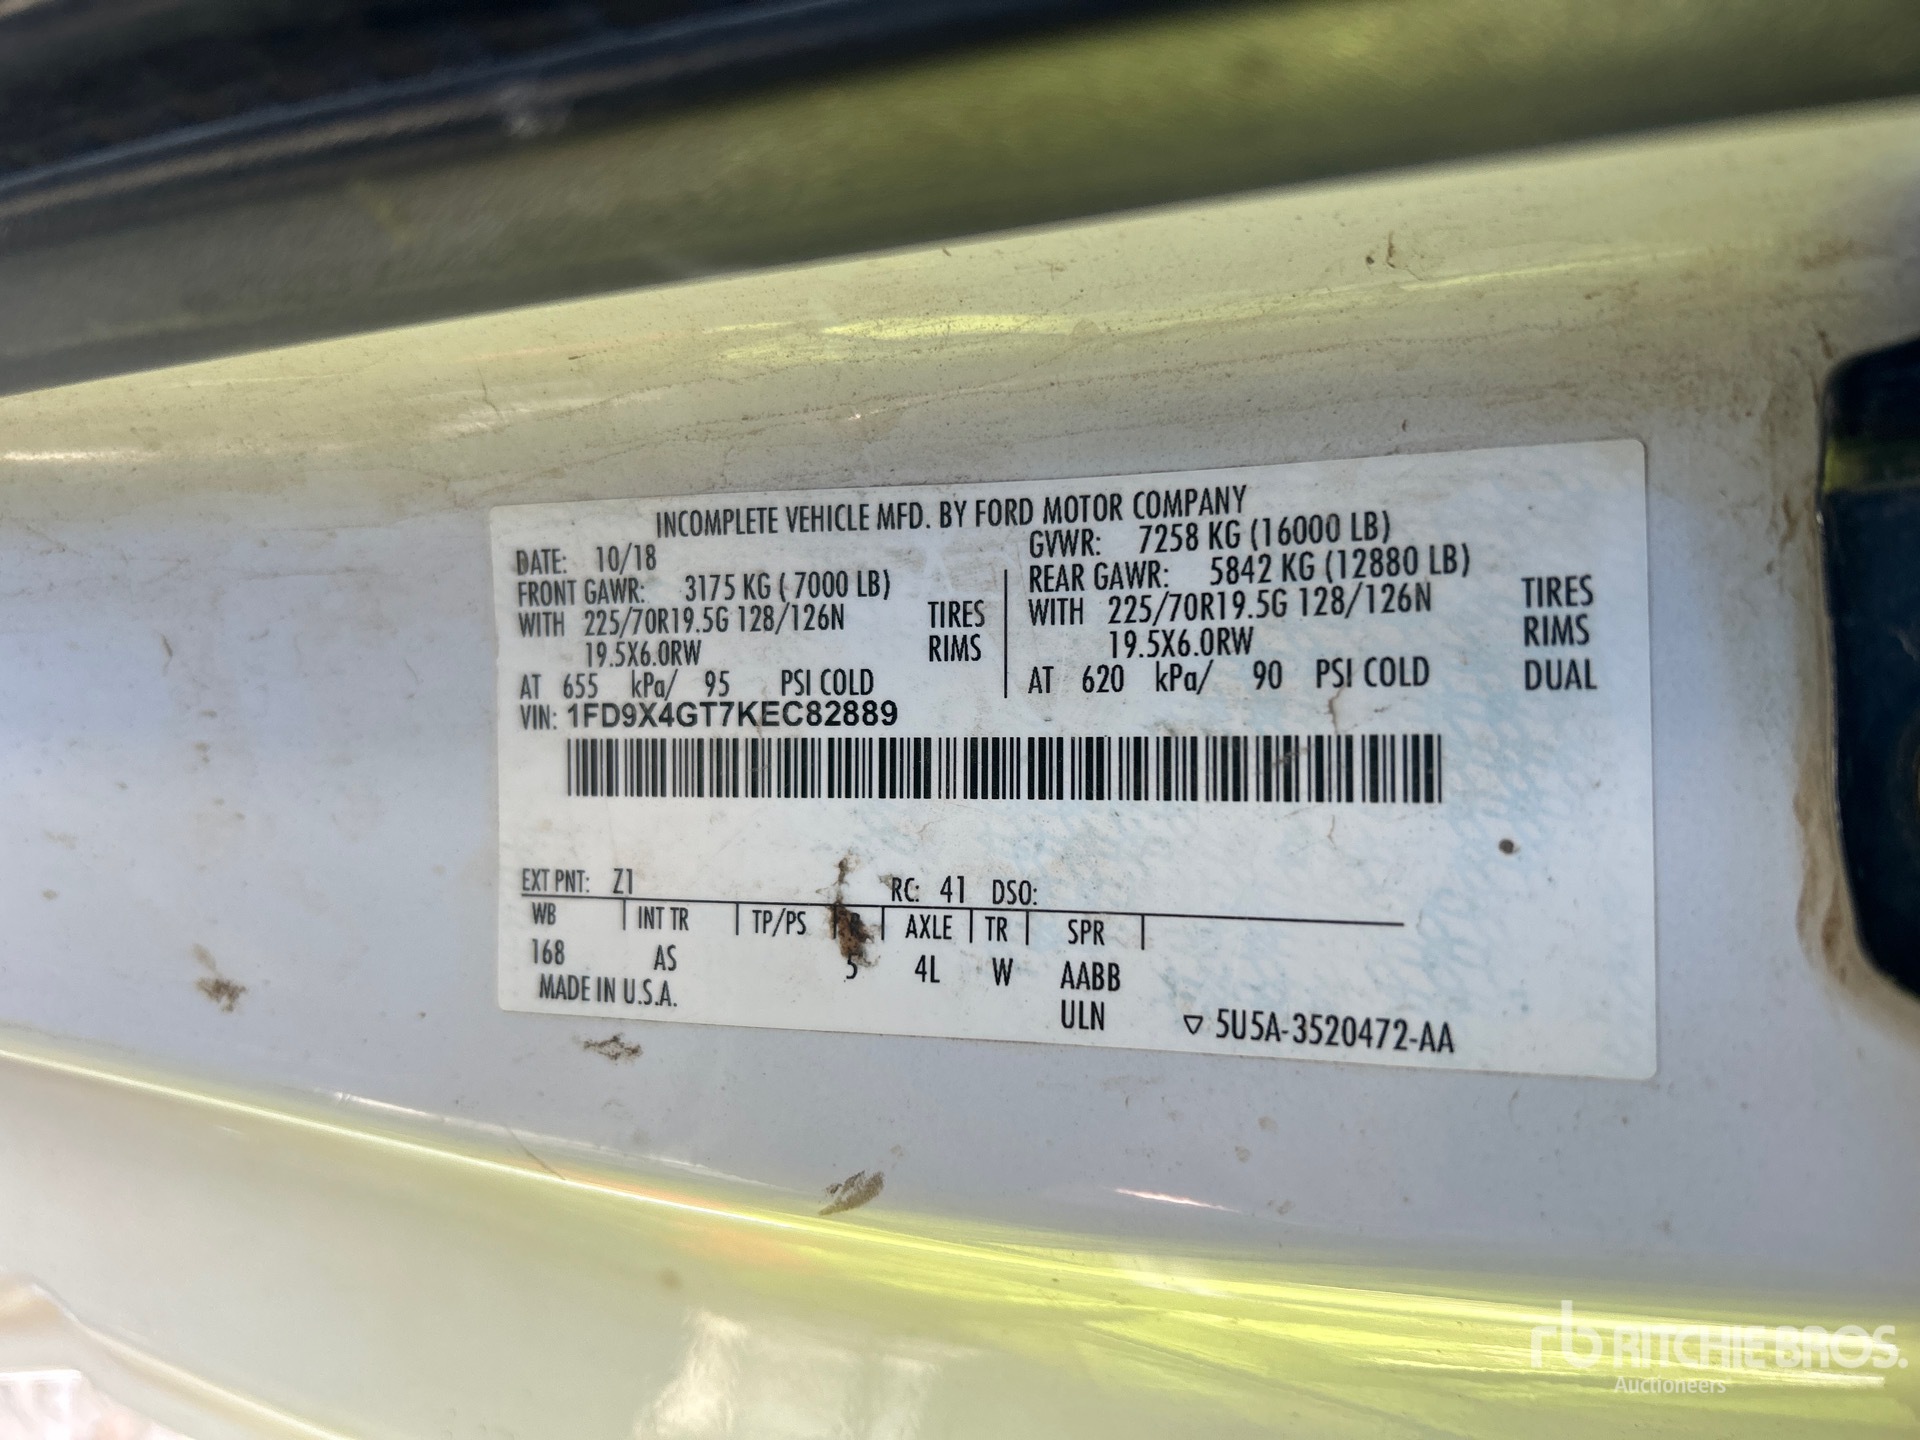 INCOMPLETE VEHICLE MFD. BY FORD MOTOR COMPANY
DATE: 10/18 GVWR: 7258 KG (16000 LB)
FRONT GAWR: 3175 KG ( 7000 LB) REAR GAWR: 5842 KG (12880 LB)
WITH 225/70R19.5G 128/126N TIRES WITH 225/70R19.5G 128/126N TIRES
19.5X6.0RW RIMS 19.5X6.0RW RIMS
AT 655 kPa/ 95 PSI COLD AT 620 kPa/ 90 PSI COLD DUAL
VIN: 1FD9X4GT7KEC82889
EXT PNT: Z1 RC: 41 DSO:
WB INT TR TP/PS AXLE TR SPR
168 AS 5 4L W AABB
MADE IN U.S.A. ULN ▽ 5U5A-3520472-AA
rb RITCHIE BROS.
Auctioneers